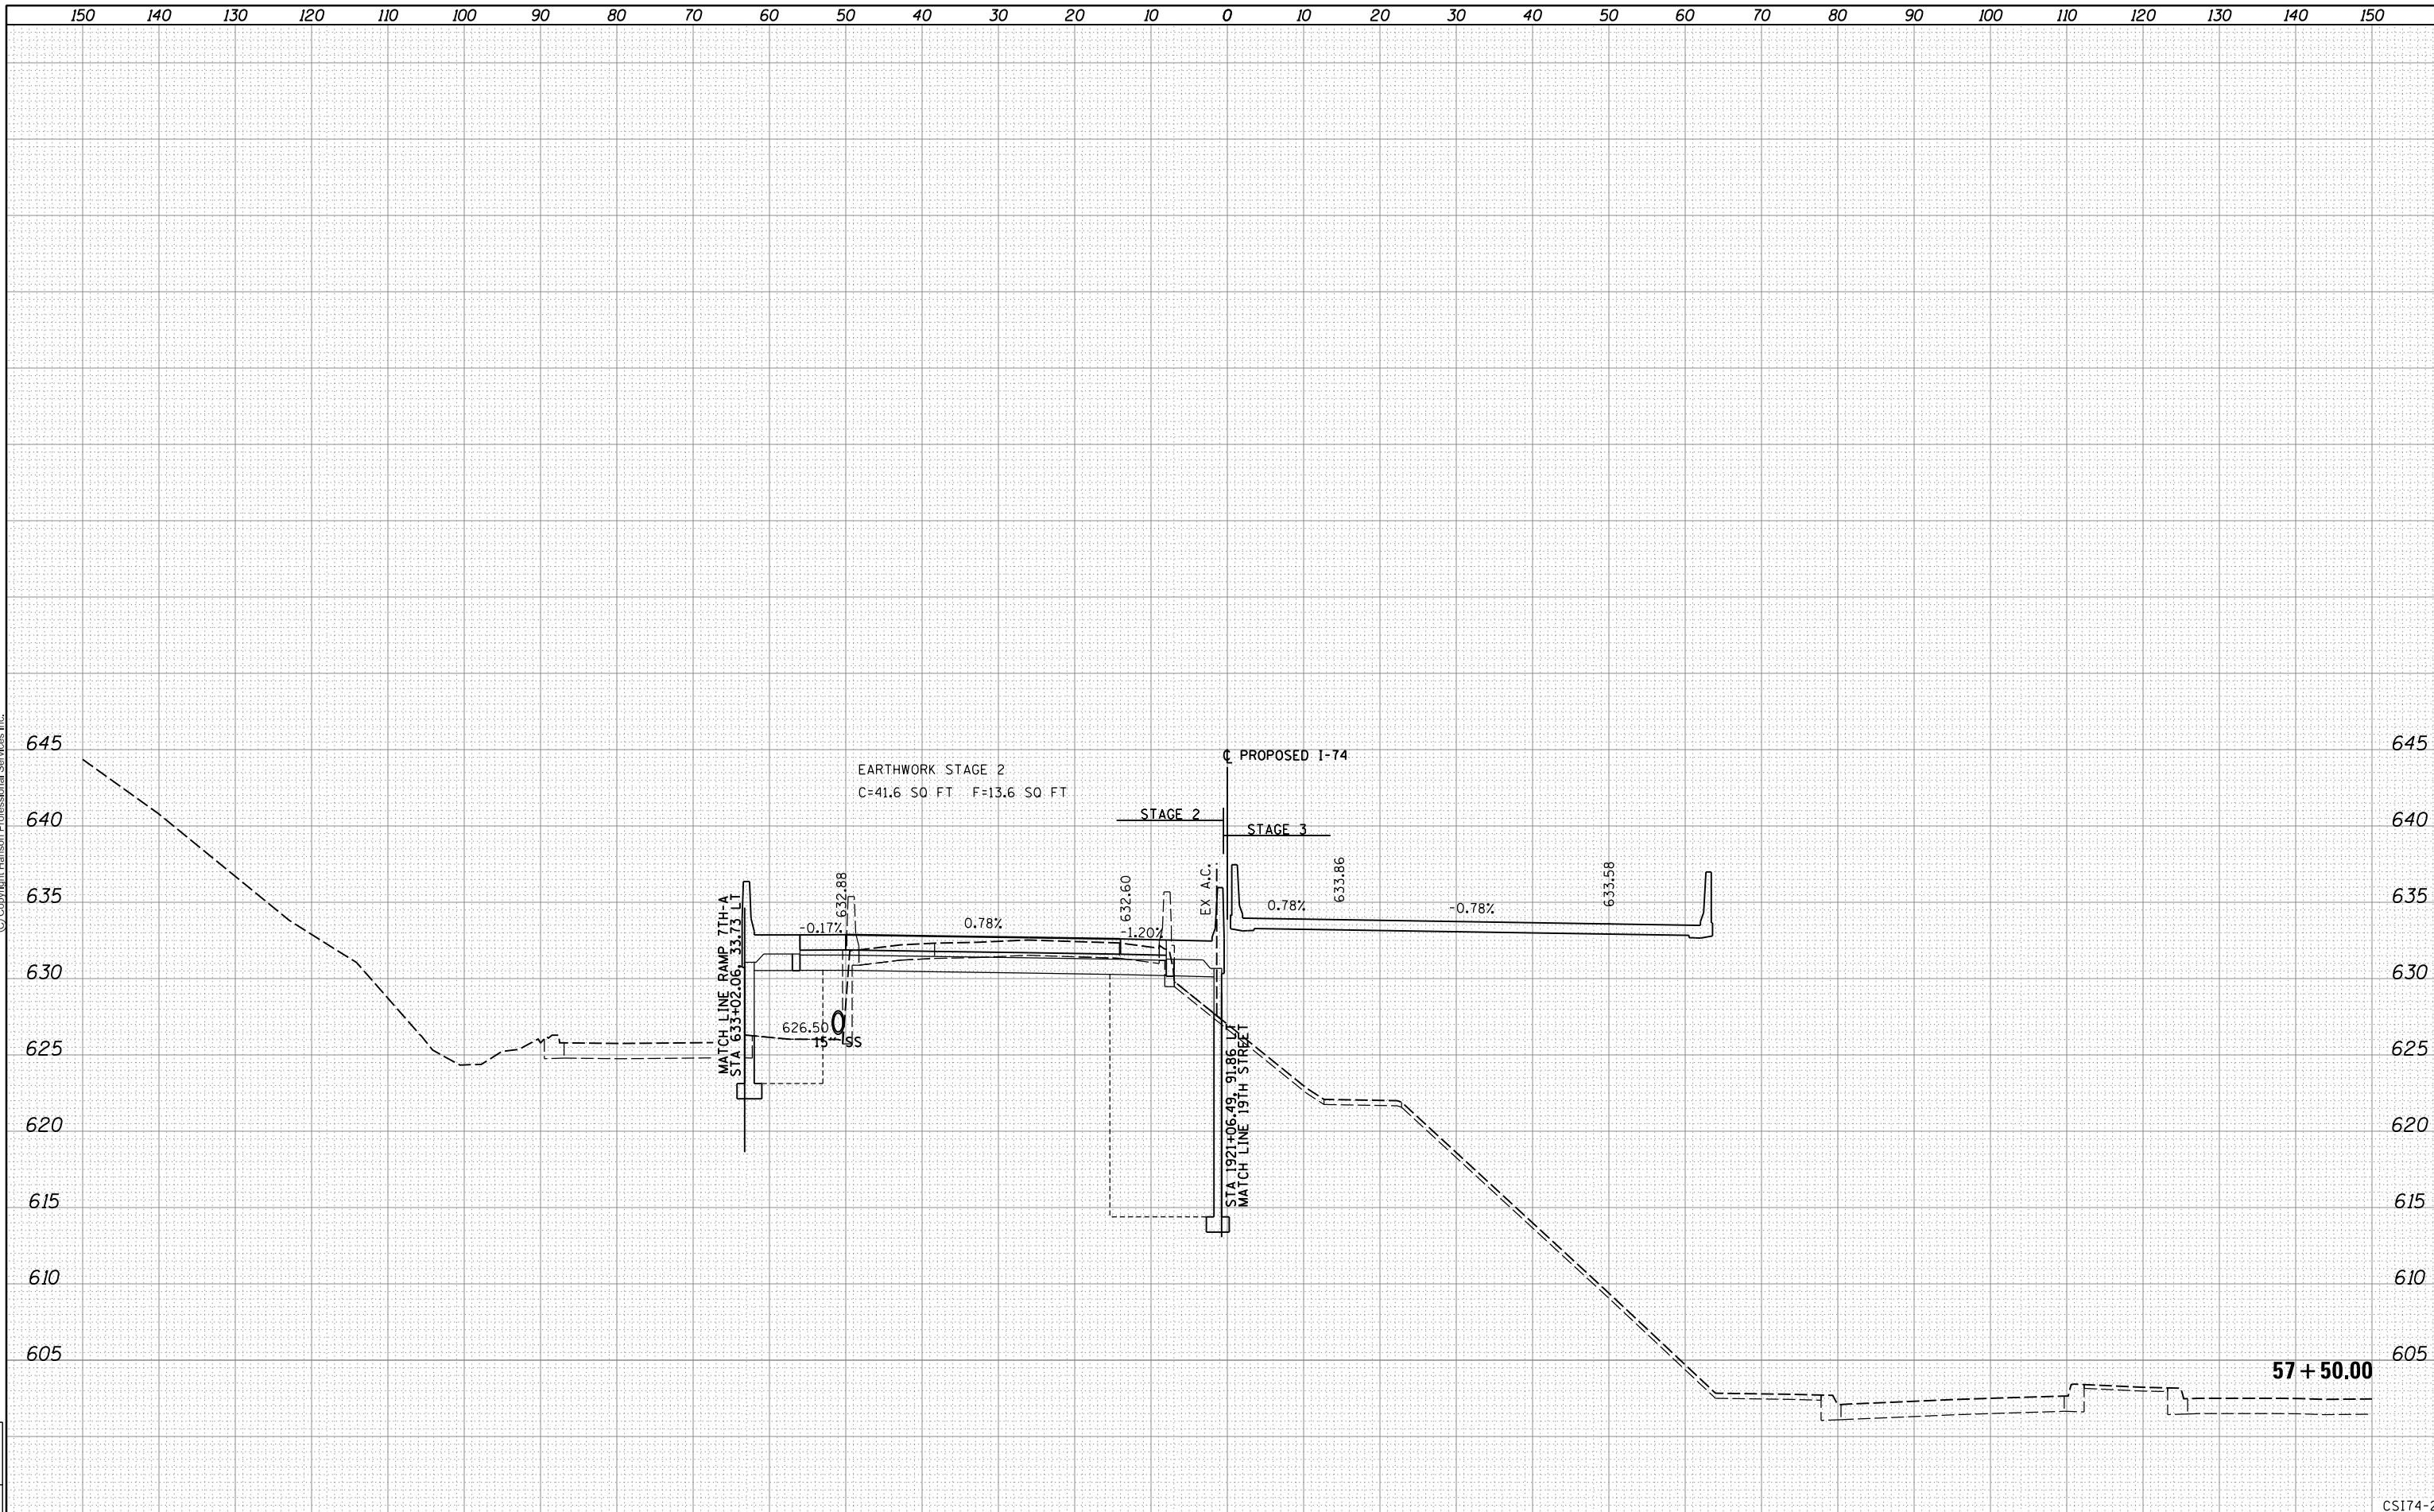 150 140 130 120 110 100 90 80 70 60 50 40 30 20 10 0 10 20 30 40 50 60 70 80 90 100 110 120 130 140 150
645 645
℄ PROPOSED I-74
EARTHWORK STAGE 2
C=41.6 SQ FT F=13.6 SQ FT
640 640
STAGE 2
STAGE 3
635 635
632.88
632.60
EX A.C.
633.86
633.58
-0.17%
0.78%
-1.20%
0.78%
-0.78%
630 630
MATCH LINE RAMP 7TH-A
STA 633+02.06, 33.73 LT
626.50
SS
625 625
STA 1921+06.49, 91.86 LT
MATCH LINE 19TH STREET
620 620
615 615
610 610
605 605
57+50.00
(c) Copyright Hanson Professional Services Inc.